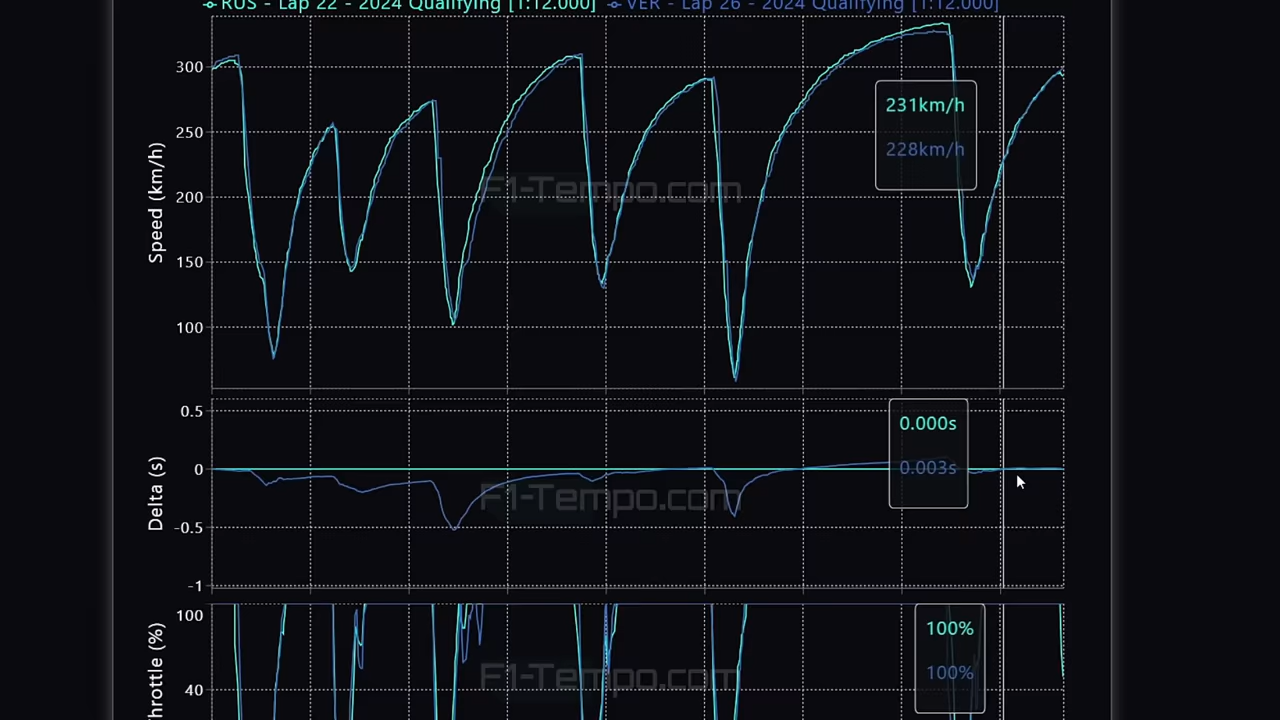 RUS - Lap 22 - 2024 Qualifying [1:12.000] VER - Lap 26 - 2024 Qualifying [1:12.000]
300
250
200
150
100
Speed (km/h)
231km/h
228km/h
F1-Tempo.com
0.5
0
-0.5
-1
Delta (s)
0.000s
0.003s
F1-Tempo.com
100
40
Throttle (%)
100%
100%
F1-Tempo.com